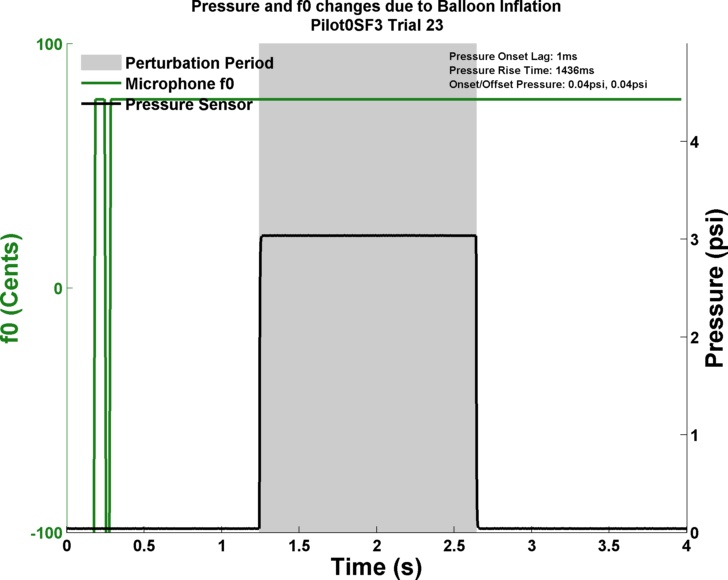 Pressure and f0 changes due to Balloon Inflation
Pilot0SF3 Trial 23
Perturbation Period
Microphone f0
Pressure Sensor
Pressure Onset Lag: 1ms
Pressure Rise Time: 1436ms
Onset/Offset Pressure: 0.04psi, 0.04psi
100
0
-100
f0 (Cents)
4
3
2
1
0
Pressure (psi)
0 0.5 1 1.5 2 2.5 3 3.5 4
Time (s)